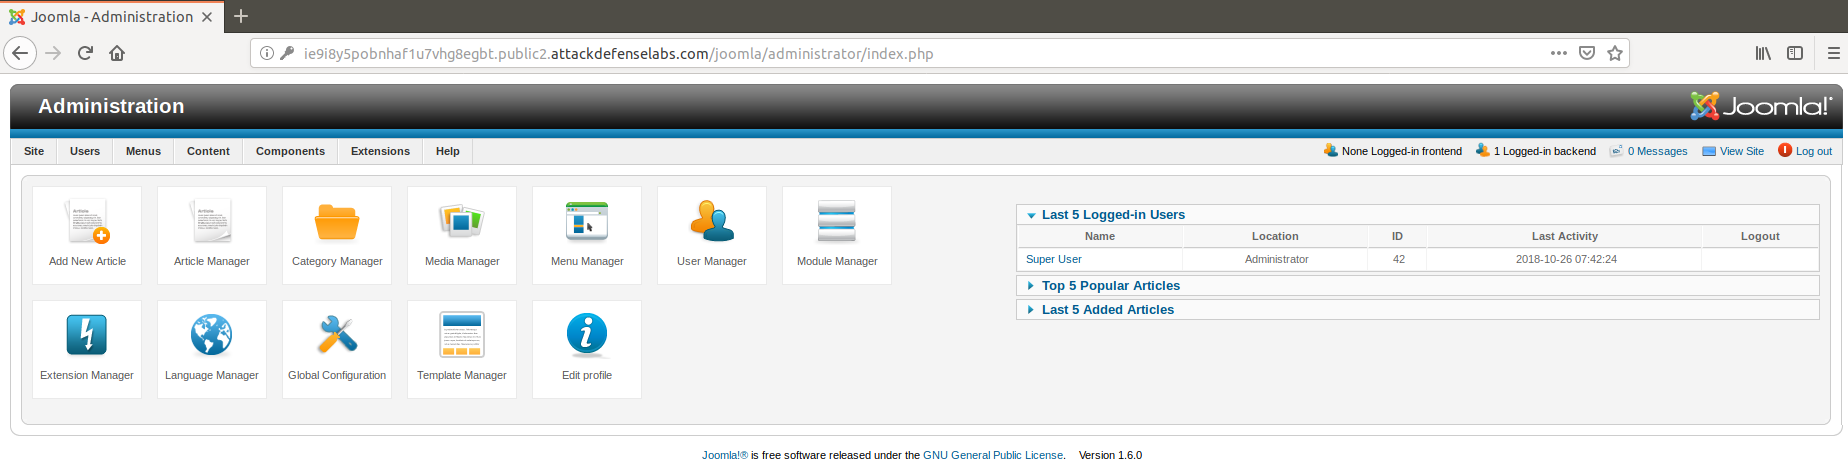 Joomla - Administration
ie9i8y5pobnhaf1u7vhg8egbt.public2.attackdefenselabs.com/joomla/administrator/index.php
Administration
Joomla!®
Site Users Menus Content Components Extensions Help None Logged-in frontend 1 Logged-in backend 0 Messages View Site Log out
Add New Article Article Manager Category Manager Media Manager Menu Manager User Manager Module Manager
Extension Manager Language Manager Global Configuration Template Manager Edit profile
Last 5 Logged-in Users
Name Location ID Last Activity Logout
Super User Administrator 42 2018-10-26 07:42:24
Top 5 Popular Articles
Last 5 Added Articles
Joomla!® is free software released under the GNU General Public License. Version 1.6.0